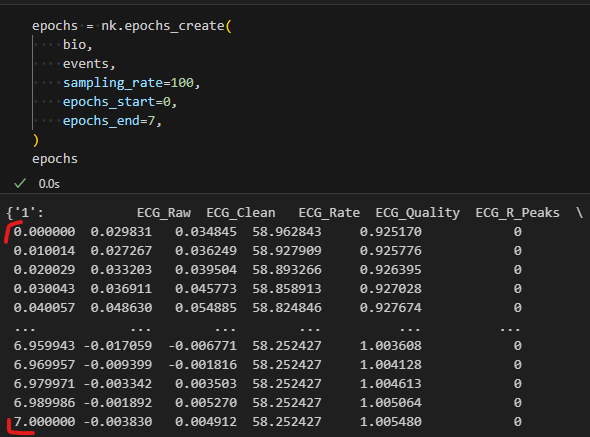 epochs = nk.epochs_create(
    bio,
    events,
    sampling_rate=100,
    epochs_start=0,
    epochs_end=7,
)
epochs
✓ 0.0s
{'1':            ECG_Raw  ECG_Clean   ECG_Rate  ECG_Quality  ECG_R_Peaks  \
0.000000  0.029831   0.034845  58.962843     0.925170            0
0.010014  0.027267   0.036249  58.927909     0.925776            0
0.020029  0.033203   0.039504  58.893266     0.926395            0
0.030043  0.036911   0.045773  58.858913     0.927028            0
0.040057  0.048630   0.054885  58.824846     0.927674            0
...            ...        ...        ...          ...          ...
6.959943 -0.017059  -0.006771  58.252427     1.003608            0
6.969957 -0.009399  -0.001816  58.252427     1.004128            0
6.979971 -0.003342   0.003503  58.252427     1.004613            0
6.989986 -0.001892   0.005270  58.252427     1.005064            0
7.000000 -0.003830   0.004912  58.252427     1.005480            0